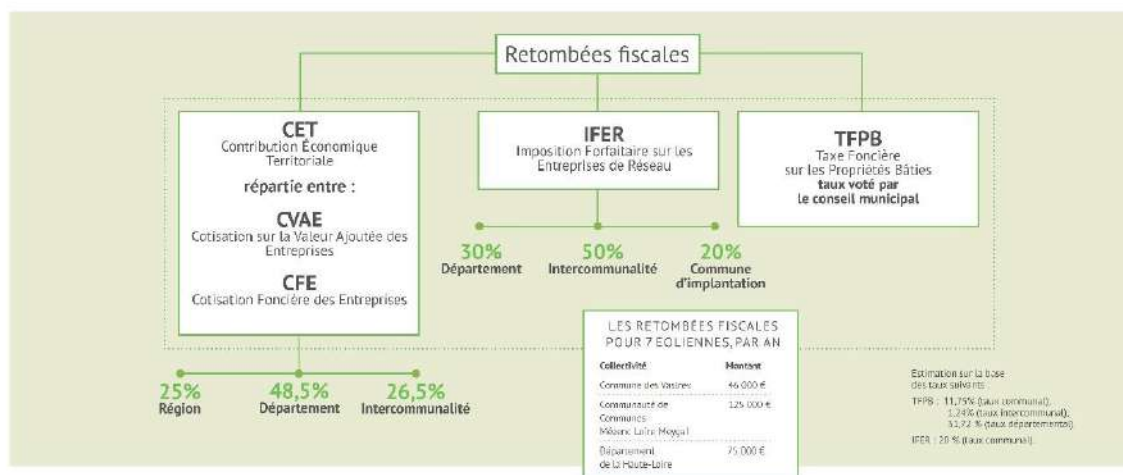 Retombées fiscales
CET
Contribution Économique
Territoriale
répartie entre :
CVAE
Cotisation sur la Valeur Ajoutée des
Entreprises
CFE
Cotisation Foncière des Entreprises
25%
Région
48,5%
Département
26,5%
Intercommunalité
IFER
Imposition Forfaitaire sur les
Entreprises de Réseau
30%
Département
50%
Intercommunalité
20%
Commune
d'implantation
TFPB
Taxe Foncière
sur les Propriétés Bâties
taux voté par
le conseil municipal
LES RETOMBÉES FISCALES
POUR 7 EOLIENNES, PAR AN
Collectivité Montant
Commune des Vastres 46 000 €
Communauté de 125 000 €
Communes
Mézenc Loire Meygal
Département 75 000 €
de la Haute-Loire
Estimation sur la base
des taux suivants :
TFPB : 11,75% (taux communal),
1,24% (taux intercommunal),
(taux départemental)
IFER : 20 % (taux communal).